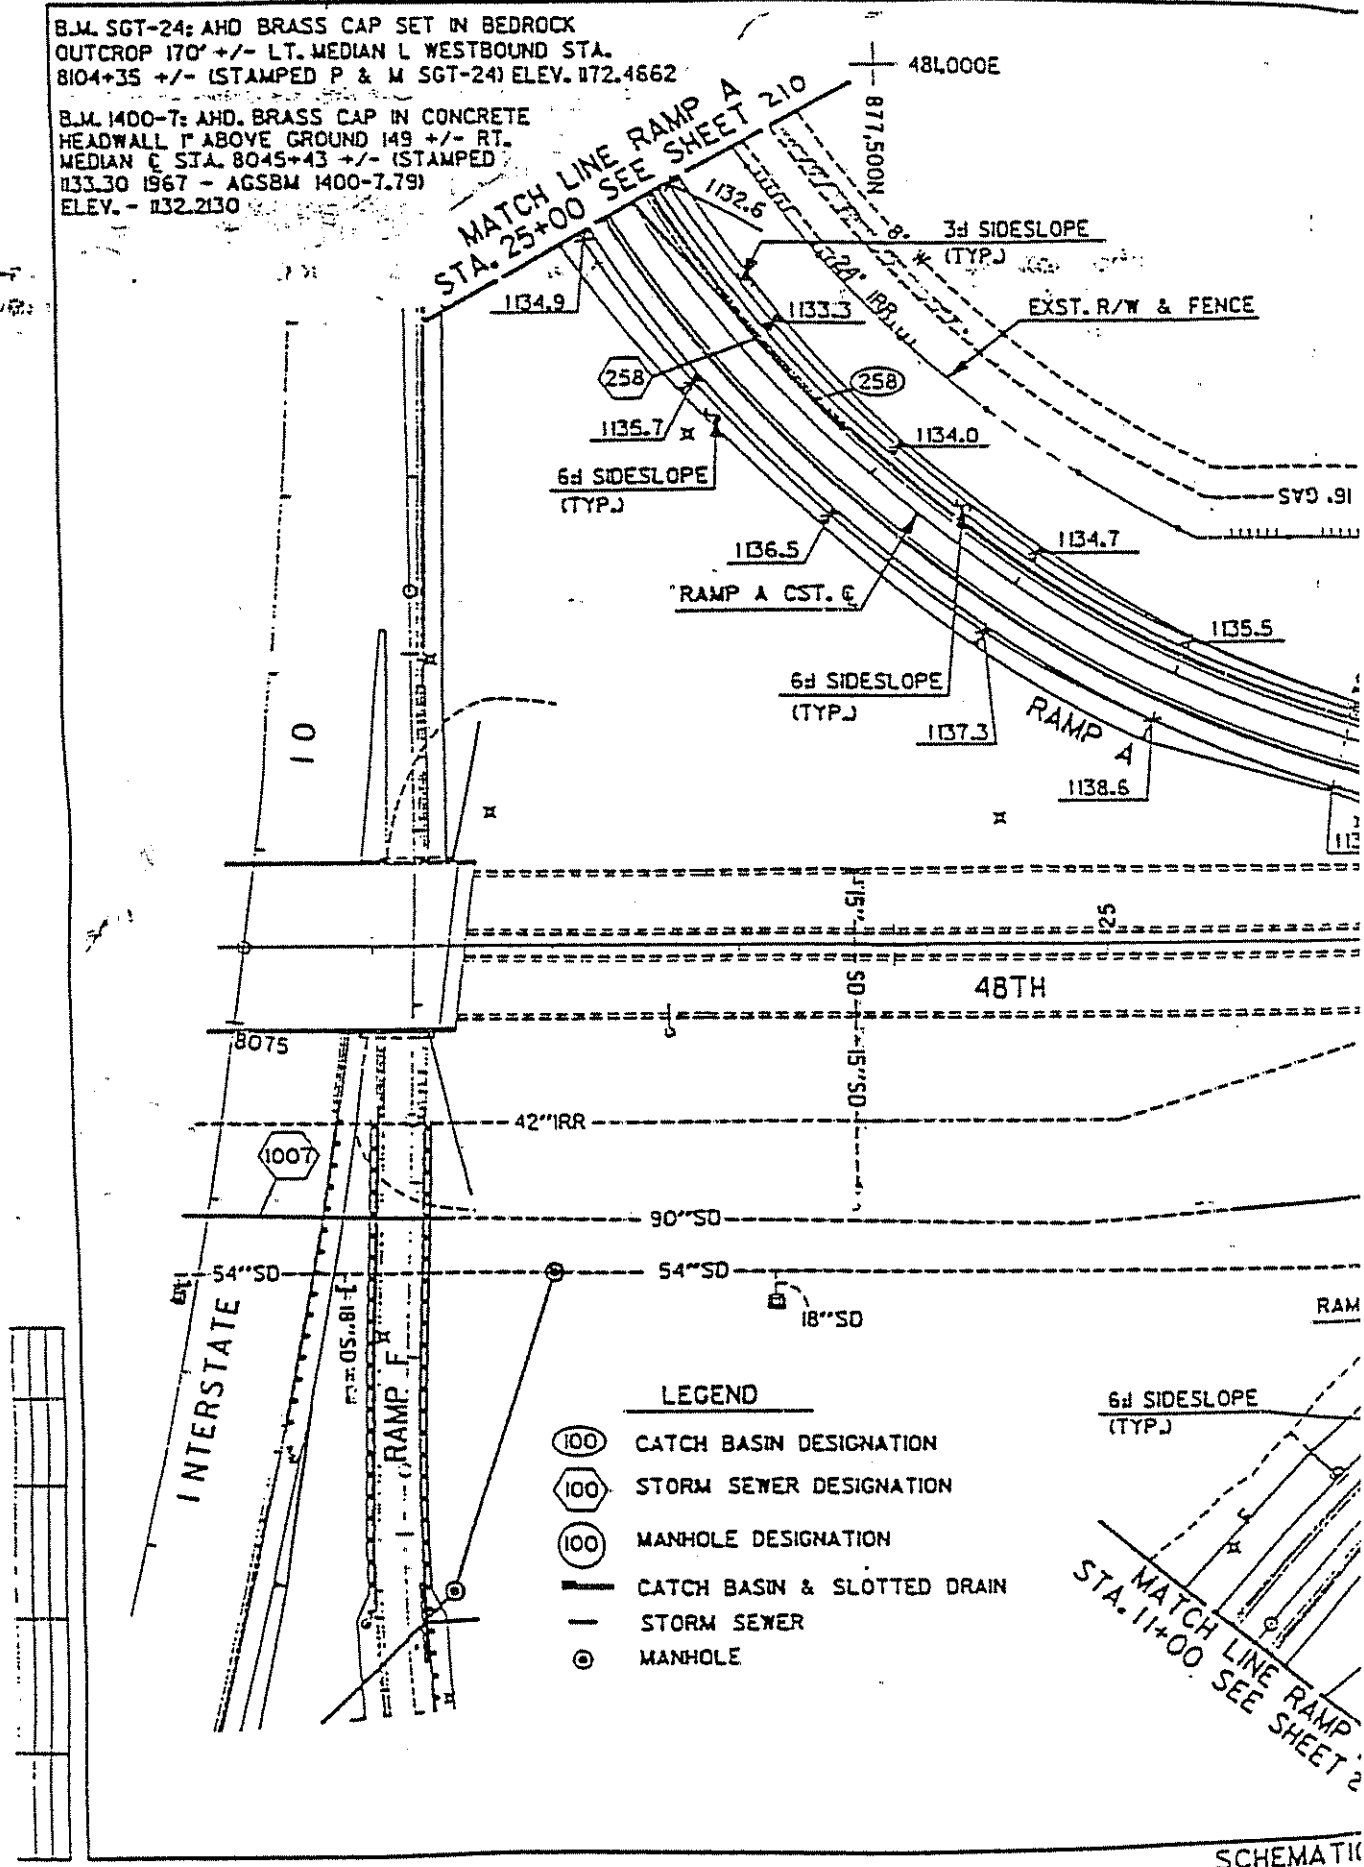 B.M. SGT-24: AHD BRASS CAP SET IN BEDROCK
OUTCROP 170' +/- LT. MEDIAN L WESTBOUND STA.
8104+35 +/- (STAMPED P & M SGT-24) ELEV. 1172.4662
B.M. 1400-7: AHD. BRASS CAP IN CONCRETE
HEADWALL 1' ABOVE GROUND 149 +/- RT.
MEDIAN ℄ STA. 8045+43 +/- (STAMPED
1133.30 1967 - AGSBM 1400-7.79)
ELEV. - 1132.2130
481,000E
877,500N
MATCH LINE RAMP A
STA. 25+00 SEE SHEET 210
1132.6
3:1 SIDESLOPE
(TYP.)
8" W
24" IRR
1134.9
1133.3
EXST. R/W & FENCE
258
258
1135.7
1134.0
6:1 SIDESLOPE
(TYP.)
16" GAS
1136.5
1134.7
RAMP A CST. ℄
1135.5
6:1 SIDESLOPE
(TYP.)
1137.3
RAMP A
1138.6
113
10
15" SD
25
48TH
8075
15" SD
42" IRR
1007
90" SD
54" SD
54" SD
18" SD
18" SD
INTERSTATE
RAMP F
RAM
6:1 SIDESLOPE
(TYP.)
LEGEND
100 CATCH BASIN DESIGNATION
100 STORM SEWER DESIGNATION
100 MANHOLE DESIGNATION
CATCH BASIN & SLOTTED DRAIN
STORM SEWER
MANHOLE
MATCH LINE RAMP
STA. 11+00 SEE SHEET 2
SCHEMATIC